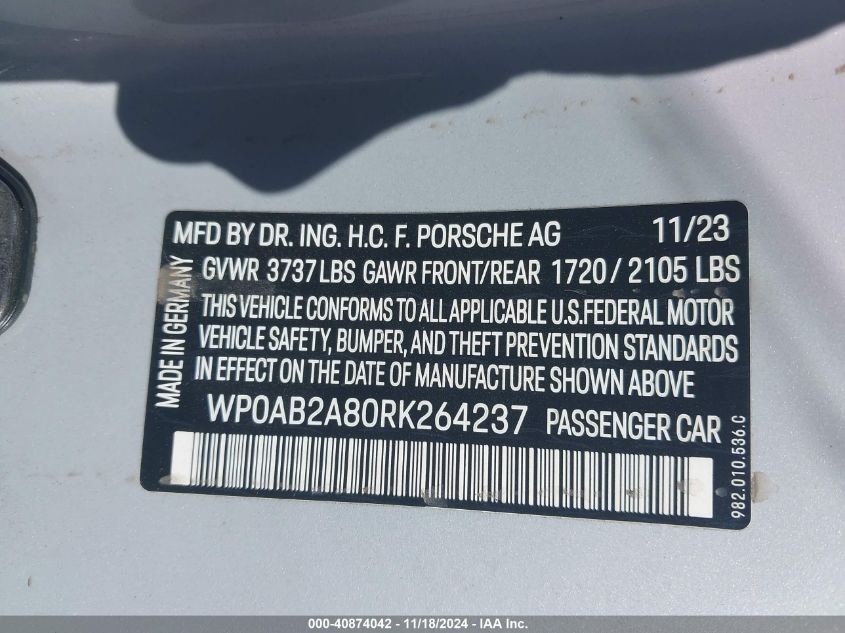 MFD BY DR. ING. H.C. F. PORSCHE AG 11/23
GVWR 3737 LBS GAWR FRONT/REAR 1720 / 2105 LBS
THIS VEHICLE CONFORMS TO ALL APPLICABLE U.S.FEDERAL MOTOR
VEHICLE SAFETY, BUMPER, AND THEFT PREVENTION STANDARDS
IN EFFECT ON THE DATE OF MANUFACTURE SHOWN ABOVE
WP0AB2A80RK264237 PASSENGER CAR
MADE IN GERMANY
982.010.536.C
000-40874042 - 11/18/2024 - IAA Inc.